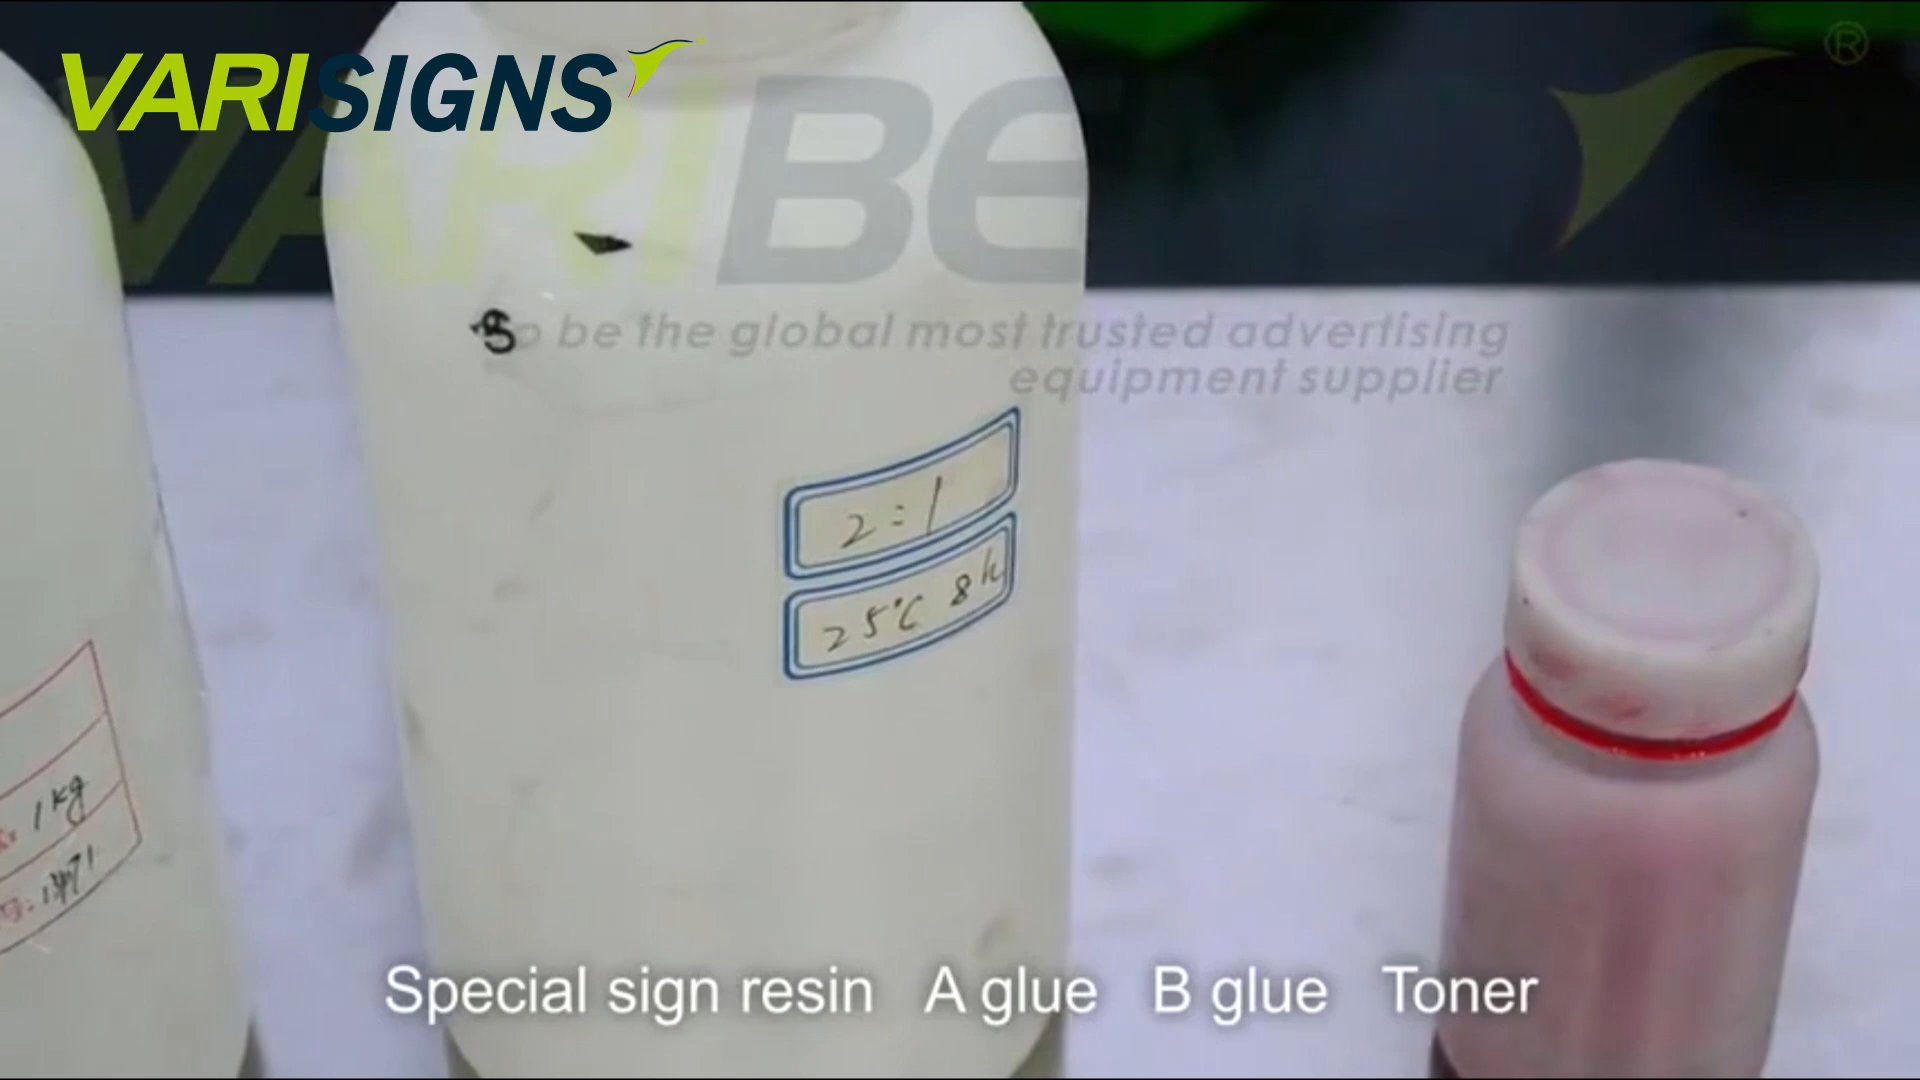 VARISIGNS
VARIBE
®
S
to be the global most trusted advertising
equipment supplier
2:1
25°C 8h
1kg
Special sign resin A glue B glue Toner